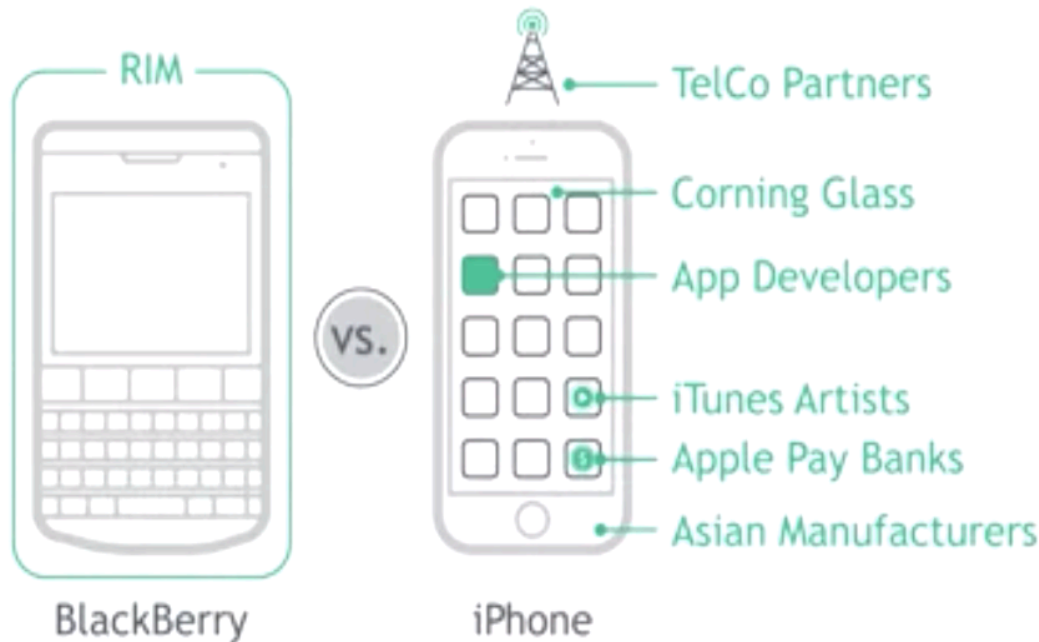 RIM
TelCo Partners
Corning Glass
App Developers
vs.
iTunes Artists
Apple Pay Banks
Asian Manufacturers
BlackBerry
iPhone